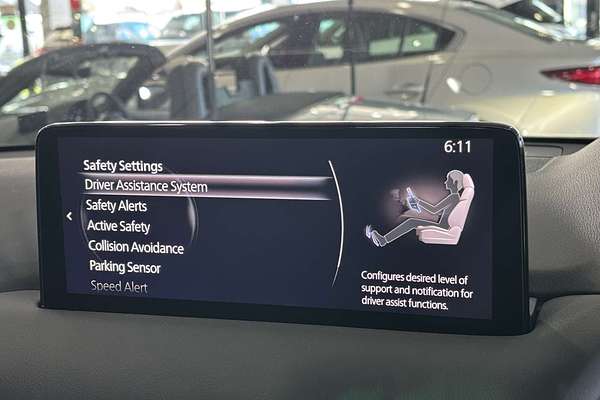 6:11
Safety Settings
Driver Assistance System
Safety Alerts
Active Safety
Collision Avoidance
Parking Sensor
Speed Alert
Configures desired level of
support and notification for
driver assist functions.